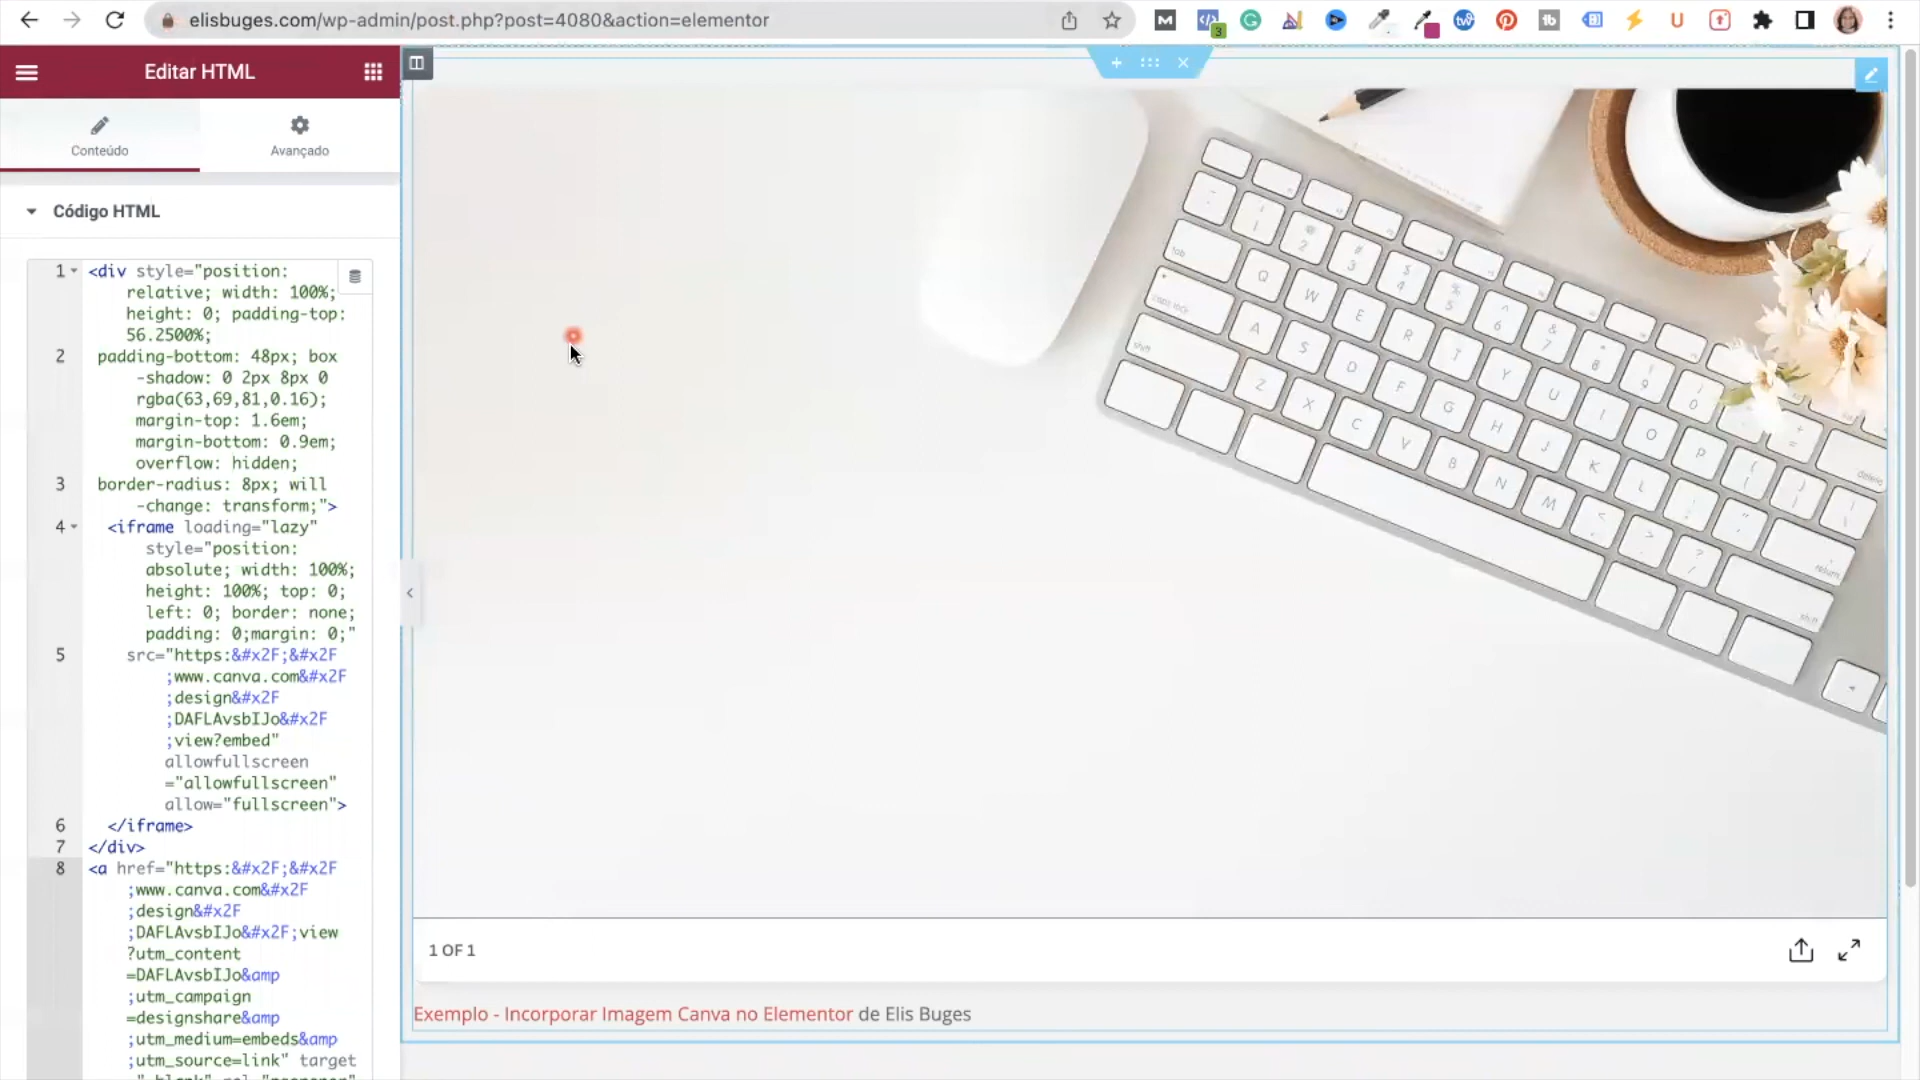 elisbuges.com/wp-admin/post.php?post=4080&action=elementor
3
Editar HTML
Conteúdo
Avançado
Código HTML
1 <div style="position:
relative; width: 100%;
height: 0; padding-top:
56.2500%;
2 padding-bottom: 48px; box
-shadow: 0 2px 8px 0
rgba(63,69,81,0.16);
margin-top: 1.6em;
margin-bottom: 0.9em;
overflow: hidden;
3 border-radius: 8px; will
-change: transform;">
4 <iframe loading="lazy"
style="position:
absolute; width: 100%;
height: 100%; top: 0;
left: 0; border: none;
padding: 0;margin: 0;"
5 src="https:&#x2F;&#x2F
;www.canva.com&#x2F
;design&#x2F
;DAFLAvsbIJo&#x2F
;view?embed"
allowfullscreen
="allowfullscreen"
allow="fullscreen">
6 </iframe>
7 </div>
8 <a href="https:&#x2F;&#x2F
;www.canva.com&#x2F
;design&#x2F
;DAFLAvsbIJo&#x2F;view
?utm_content
=DAFLAvsbIJo&amp
;utm_campaign
=designshare&amp
;utm_medium=embeds&amp
;utm_source=link" target
1 OF 1
Exemplo - Incorporar Imagem Canva no Elementor de Elis Buges